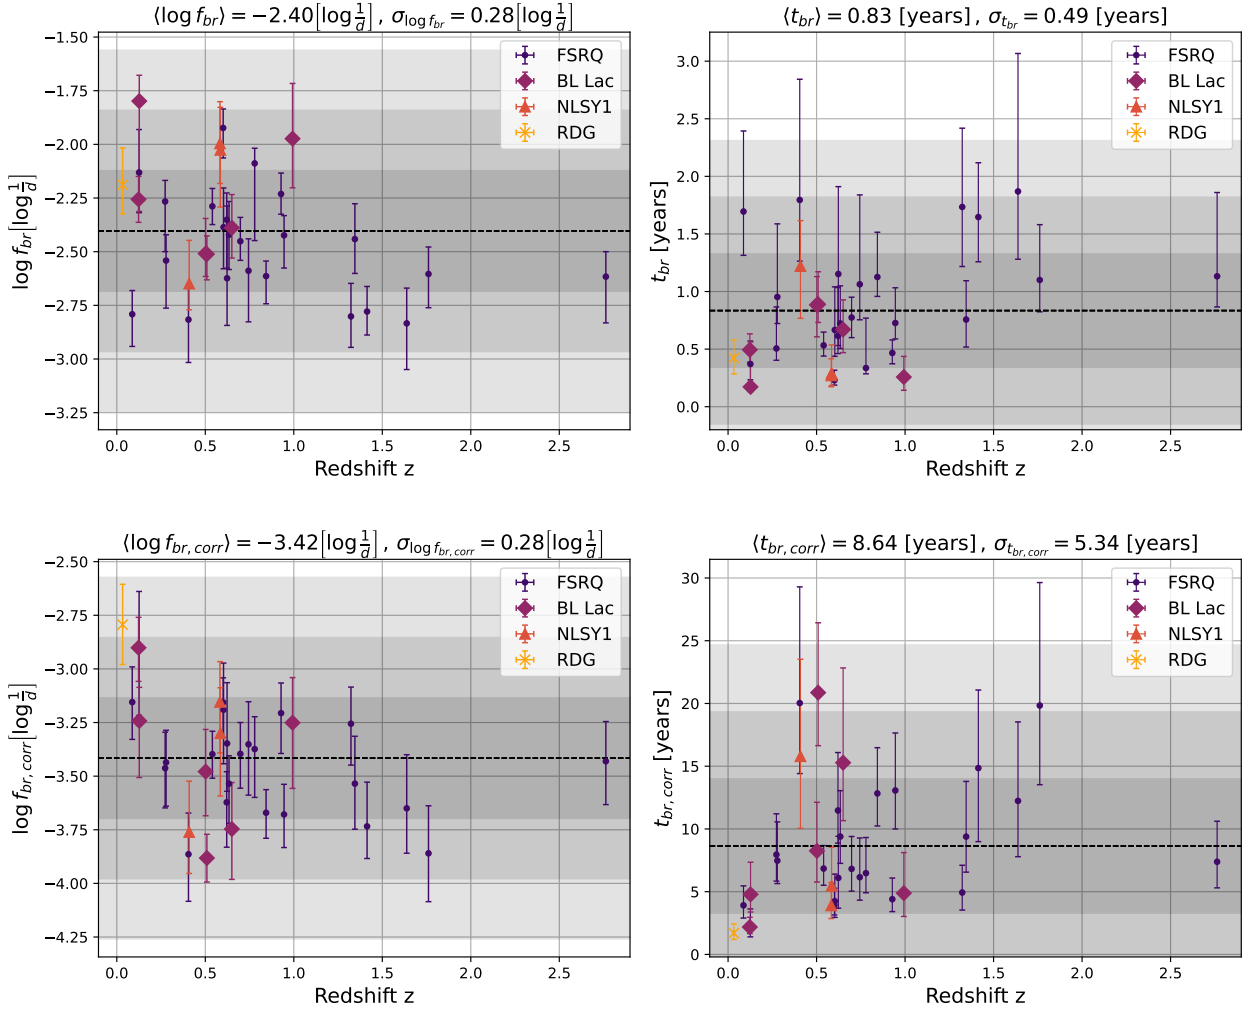 ⟨log f_br⟩ = −2.40[log 1/d] , σ_log f_br = 0.28[log 1/d]
−1.50
−1.75
−2.00
−2.25
−2.50
−2.75
−3.00
−3.25
log f_br[log 1/d]
FSRQ
BL Lac
NLSY1
RDG
0.0 0.5 1.0 1.5 2.0 2.5
Redshift z
⟨t_br⟩ = 0.83 [years] , σ_t_br = 0.49 [years]
3.0
2.5
2.0
1.5
1.0
0.5
0.0
t_br [years]
FSRQ
BL Lac
NLSY1
RDG
0.0 0.5 1.0 1.5 2.0 2.5
Redshift z
⟨log f_br,corr⟩ = −3.42[log 1/d] , σ_log f_br,corr = 0.28[log 1/d]
−2.50
−2.75
−3.00
−3.25
−3.50
−3.75
−4.00
−4.25
log f_br,corr[log 1/d]
FSRQ
BL Lac
NLSY1
RDG
0.0 0.5 1.0 1.5 2.0 2.5
Redshift z
⟨t_br,corr⟩ = 8.64 [years] , σ_t_br,corr = 5.34 [years]
30
25
20
15
10
5
0
t_br,corr [years]
FSRQ
BL Lac
NLSY1
RDG
0.0 0.5 1.0 1.5 2.0 2.5
Redshift z